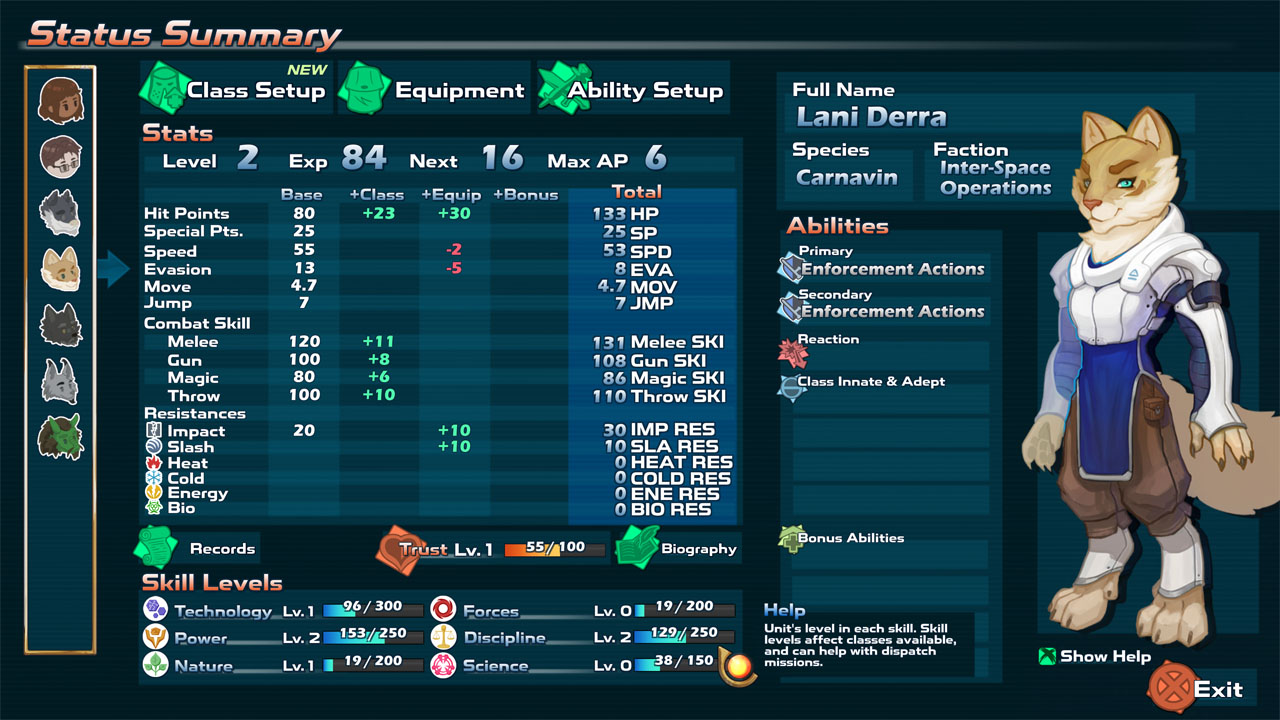 Status Summary
NEW
Class Setup Equipment Ability Setup
Stats
Level 2 Exp 84 Next 16 Max AP 6
Base +Class +Equip +Bonus Total
Hit Points 80 +23 +30 133 HP
Special Pts. 25 25 SP
Speed 55 -2 53 SPD
Evasion 13 -5 8 EVA
Move 4.7 4.7 MOV
Jump 7 7 JMP
Combat Skill
Melee 120 +11 131 Melee SKI
Gun 100 +8 108 Gun SKI
Magic 80 +6 86 Magic SKI
Throw 100 +10 110 Throw SKI
Resistances
Impact 20 +10 30 IMP RES
Slash +10 10 SLA RES
Heat 0 HEAT RES
Cold 0 COLD RES
Energy 0 ENE RES
Bio 0 BIO RES
Records Trust Lv. 1 55/100 Biography
Skill Levels
Technology Lv. 1 96/300 Forces Lv. 0 19/200
Power Lv. 2 153/250 Discipline Lv. 2 129/250
Nature Lv. 1 19/200 Science Lv. 0 38/150
Full Name
Lani Derra
Species
Carnavin
Faction
Inter-Space
Operations
Abilities
Primary
Enforcement Actions
Secondary
Enforcement Actions
Reaction
Class Innate & Adept
Bonus Abilities
Help
Unit's level in each skill. Skill
levels affect classes available,
and can help with dispatch
missions.
Show Help
Exit